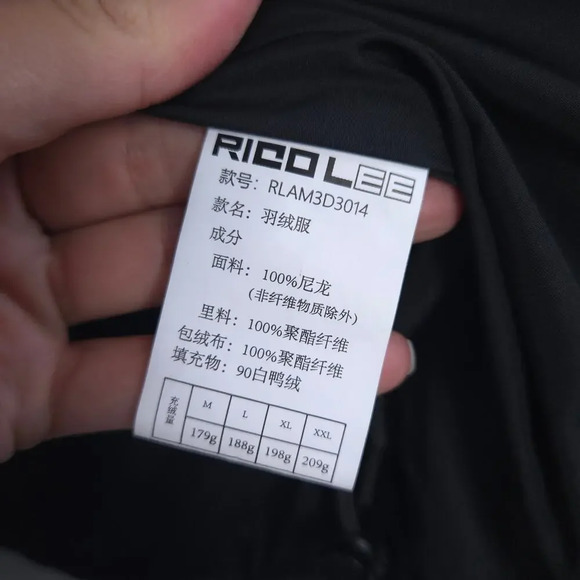 RICO LEE
款号：RLAM3D3014
款名：羽绒服
成分
面料：100%尼龙
(非纤维物质除外)
里料：100%聚酯纤维
包绒布：100%聚酯纤维
填充物：90白鸭绒
充绒量 M L XL XXL
179g 188g 198g 209g